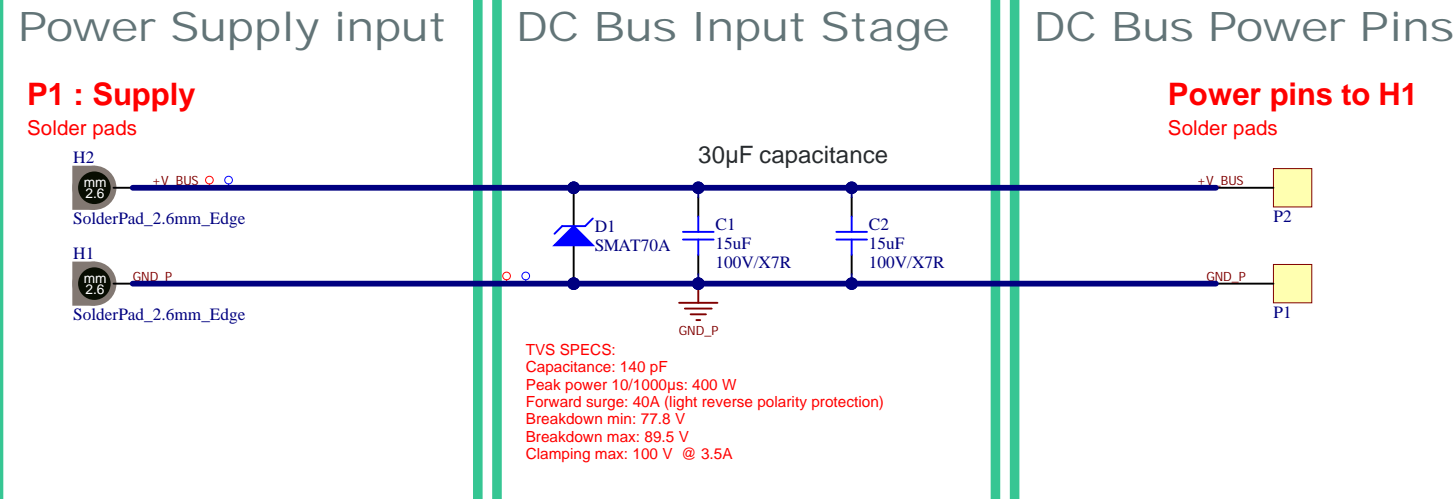 Power Supply input
DC Bus Input Stage
DC Bus Power Pins
P1 : Supply
Solder pads
H2
mm
2.6
+V_BUS
SolderPad_2.6mm_Edge
H1
mm
2.6
GND_P
SolderPad_2.6mm_Edge
30µF capacitance
D1
SMAT70A
C1
15uF
100V/X7R
C2
15uF
100V/X7R
GND_P
TVS SPECS:
Capacitance: 140 pF
Peak power 10/1000µs: 400 W
Forward surge: 40A (light reverse polarity protection)
Breakdown min: 77.8 V
Breakdown max: 89.5 V
Clamping max: 100 V @ 3.5A
Power pins to H1
Solder pads
+V_BUS
P2
GND_P
P1